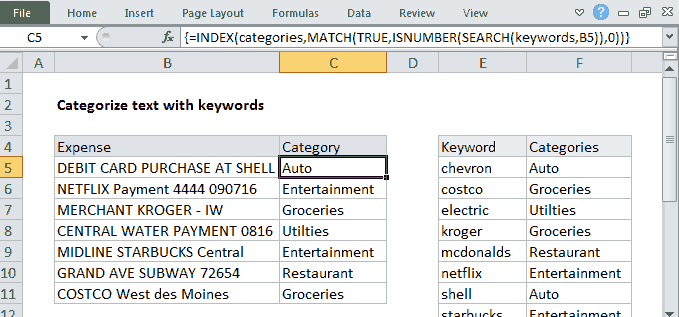 File Home Insert Page Layout Formulas Data Review View
C5 fx {=INDEX(categories,MATCH(TRUE,ISNUMBER(SEARCH(keywords,B5)),0))}
A B C D E F
1
2 Categorize text with keywords
3
4 Expense Category Keyword Categories
5 DEBIT CARD PURCHASE AT SHELL Auto chevron Auto
6 NETFLIX Payment 4444 090716 Entertainment costco Groceries
7 MERCHANT KROGER - IW Groceries electric Utilties
8 CENTRAL WATER PAYMENT 0816 Utilties kroger Groceries
9 MIDLINE STARBUCKS Central Entertainment mcdonalds Restaurant
10 GRAND AVE SUBWAY 72654 Restaurant netflix Entertainment
11 COSTCO West des Moines Groceries shell Auto
12 starbucks Entertainment